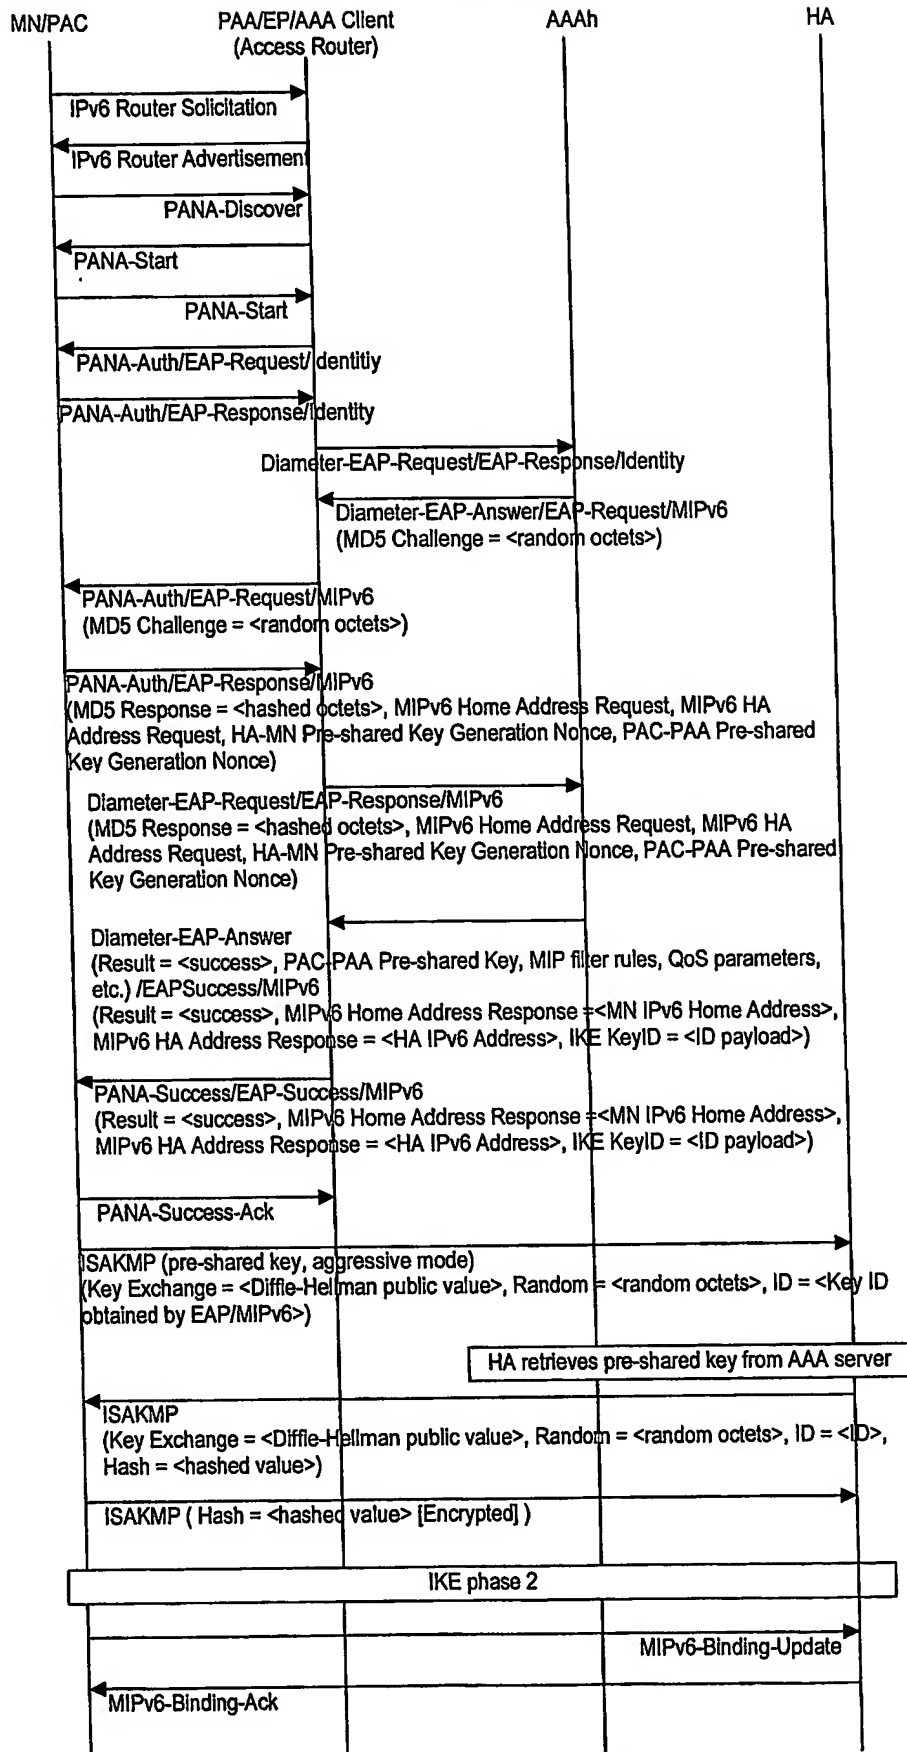 MN/PAC
PAA/EP/AAA Client
(Access Router)
AAAh
HA
IPv6 Router Solicitation
IPv6 Router Advertisement
PANA-Discover
PANA-Start
PANA-Start
PANA-Auth/EAP-Request/Identitiy
PANA-Auth/EAP-Response/Identity
Diameter-EAP-Request/EAP-Response/Identity
Diameter-EAP-Answer/EAP-Request/MIPv6
(MD5 Challenge = <random octets>)
PANA-Auth/EAP-Request/MIPv6
(MD5 Challenge = <random octets>)
PANA-Auth/EAP-Response/MIPv6
(MD5 Response = <hashed octets>, MIPv6 Home Address Request, MIPv6 HA
Address Request, HA-MN Pre-shared Key Generation Nonce, PAC-PAA Pre-shared
Key Generation Nonce)
Diameter-EAP-Request/EAP-Response/MIPv6
(MD5 Response = <hashed octets>, MIPv6 Home Address Request, MIPv6 HA
Address Request, HA-MN Pre-shared Key Generation Nonce, PAC-PAA Pre-shared
Key Generation Nonce)
Diameter-EAP-Answer
(Result = <success>, PAC-PAA Pre-shared Key, MIP filter rules, QoS parameters,
etc.) /EAPSuccess/MIPv6
(Result = <success>, MIPv6 Home Address Response =<MN IPv6 Home Address>,
MIPv6 HA Address Response = <HA IPv6 Address>, IKE KeyID = <ID payload>)
PANA-Success/EAP-Success/MIPv6
(Result = <success>, MIPv6 Home Address Response =<MN IPv6 Home Address>,
MIPv6 HA Address Response = <HA IPv6 Address>, IKE KeyID = <ID payload>)
PANA-Success-Ack
ISAKMP (pre-shared key, aggressive mode)
(Key Exchange = <Diffie-Hellman public value>, Random = <random octets>, ID = <Key ID
obtained by EAP/MIPv6>)
HA retrieves pre-shared key from AAA server
ISAKMP
(Key Exchange = <Diffie-Hellman public value>, Random = <random octets>, ID = <ID>,
Hash = <hashed value>)
ISAKMP ( Hash = <hashed value> [Encrypted] )
IKE phase 2
MIPv6-Binding-Update
MIPv6-Binding-Ack